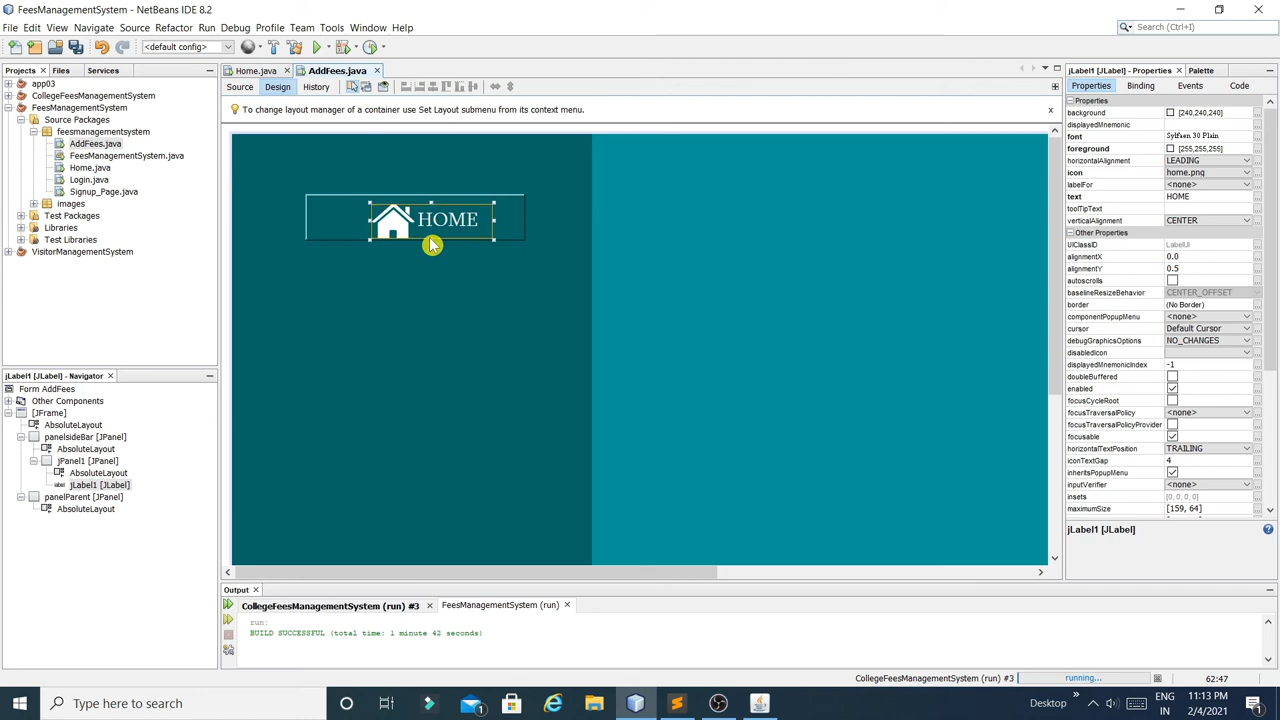 FeesManagementSystem - NetBeans IDE 8.2
File Edit View Navigate Source Refactor Run Debug Profile Team Tools Window Help
Search (Ctrl+I)
<default config>
Projects Files Services
Home.java AddFees.java
jLabel1 [JLabel] - Properties Palette
Source Design History
Properties Binding Events Code
app03
CollegeFeesManagementSystem
FeesManagementSystem
Source Packages
feesmanagementsystem
AddFees.java
FeesManagementSystem.java
Home.java
Login.java
Signup_Page.java
images
Test Packages
Libraries
Test Libraries
VisitorManagementSystem
To change layout manager of a container use Set Layout submenu from its context menu.
HOME
Properties
background [240,240,240]
displayedMnemonic
font Sylfaen 30 Plain
foreground [255,255,255]
horizontalAlignment LEADING
icon home.png
labelFor <none>
text HOME
toolTipText
verticalAlignment CENTER
Other Properties
UIClassID LabelUI
alignmentX 0.0
alignmentY 0.5
autoscrolls
baselineResizeBehavior CENTER_OFFSET
border (No Border)
componentPopupMenu <none>
cursor Default Cursor
debugGraphicsOptions NO_CHANGES
disabledIcon
displayedMnemonicIndex -1
doubleBuffered
enabled
focusCycleRoot
focusTraversalPolicy <none>
focusTraversalPolicyProvider
focusable
horizontalTextPosition TRAILING
iconTextGap 4
inheritsPopupMenu
inputVerifier <none>
insets [0, 0, 0, 0]
maximumSize [159, 64]
jLabel1 [JLabel]
jLabel1 [JLabel] - Navigator
Form AddFees
Other Components
[JFrame]
AbsoluteLayout
panelsideBar [JPanel]
AbsoluteLayout
jPanel1 [JPanel]
AbsoluteLayout
label jLabel1 [JLabel]
panelParent [JPanel]
AbsoluteLayout
Output
CollegeFeesManagementSystem (run) #3 FeesManagementSystem (run)
run:
BUILD SUCCESSFUL (total time: 1 minute 42 seconds)
CollegeFeesManagementSystem (run) #3 running... 62:47
Type here to search
1
Desktop
ENG
IN
11:13 PM
2/4/2021
1